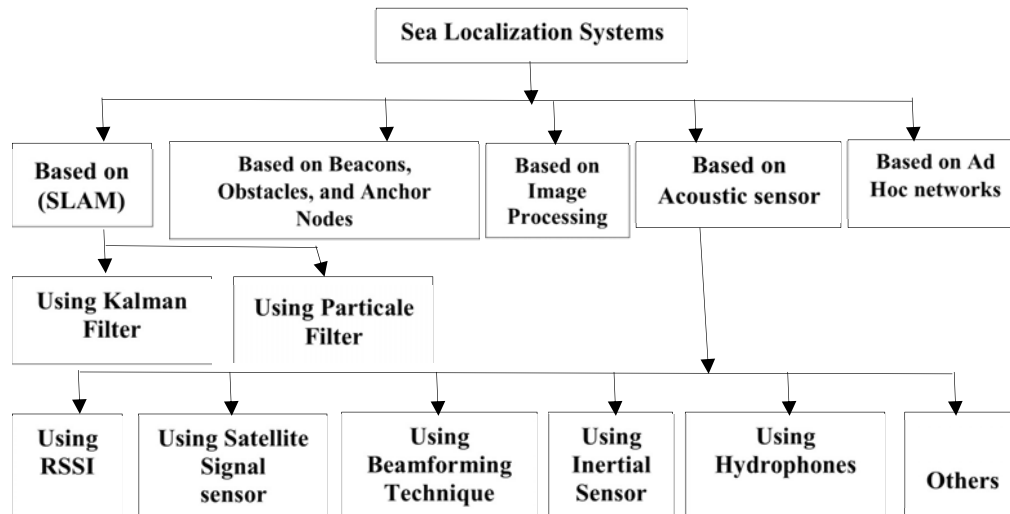 Sea Localization Systems
Based on
(SLAM)
Based on Beacons,
Obstacles, and Anchor
Nodes
Based on
Image
Processing
Based on
Acoustic sensor
Based on Ad
Hoc networks
Using Kalman
Filter
Using Particale
Filter
Using
RSSI
Using Satellite
Signal
sensor
Using
Beamforming
Technique
Using
Inertial
Sensor
Using
Hydrophones
Others